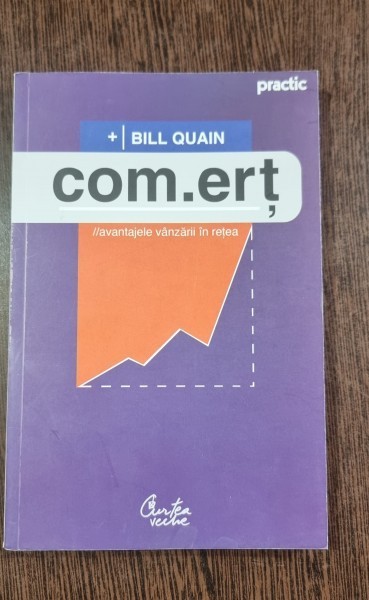 practic
+| BILL QUAIN
com.erț
//avantajele vânzării în rețea
Curtea
veche